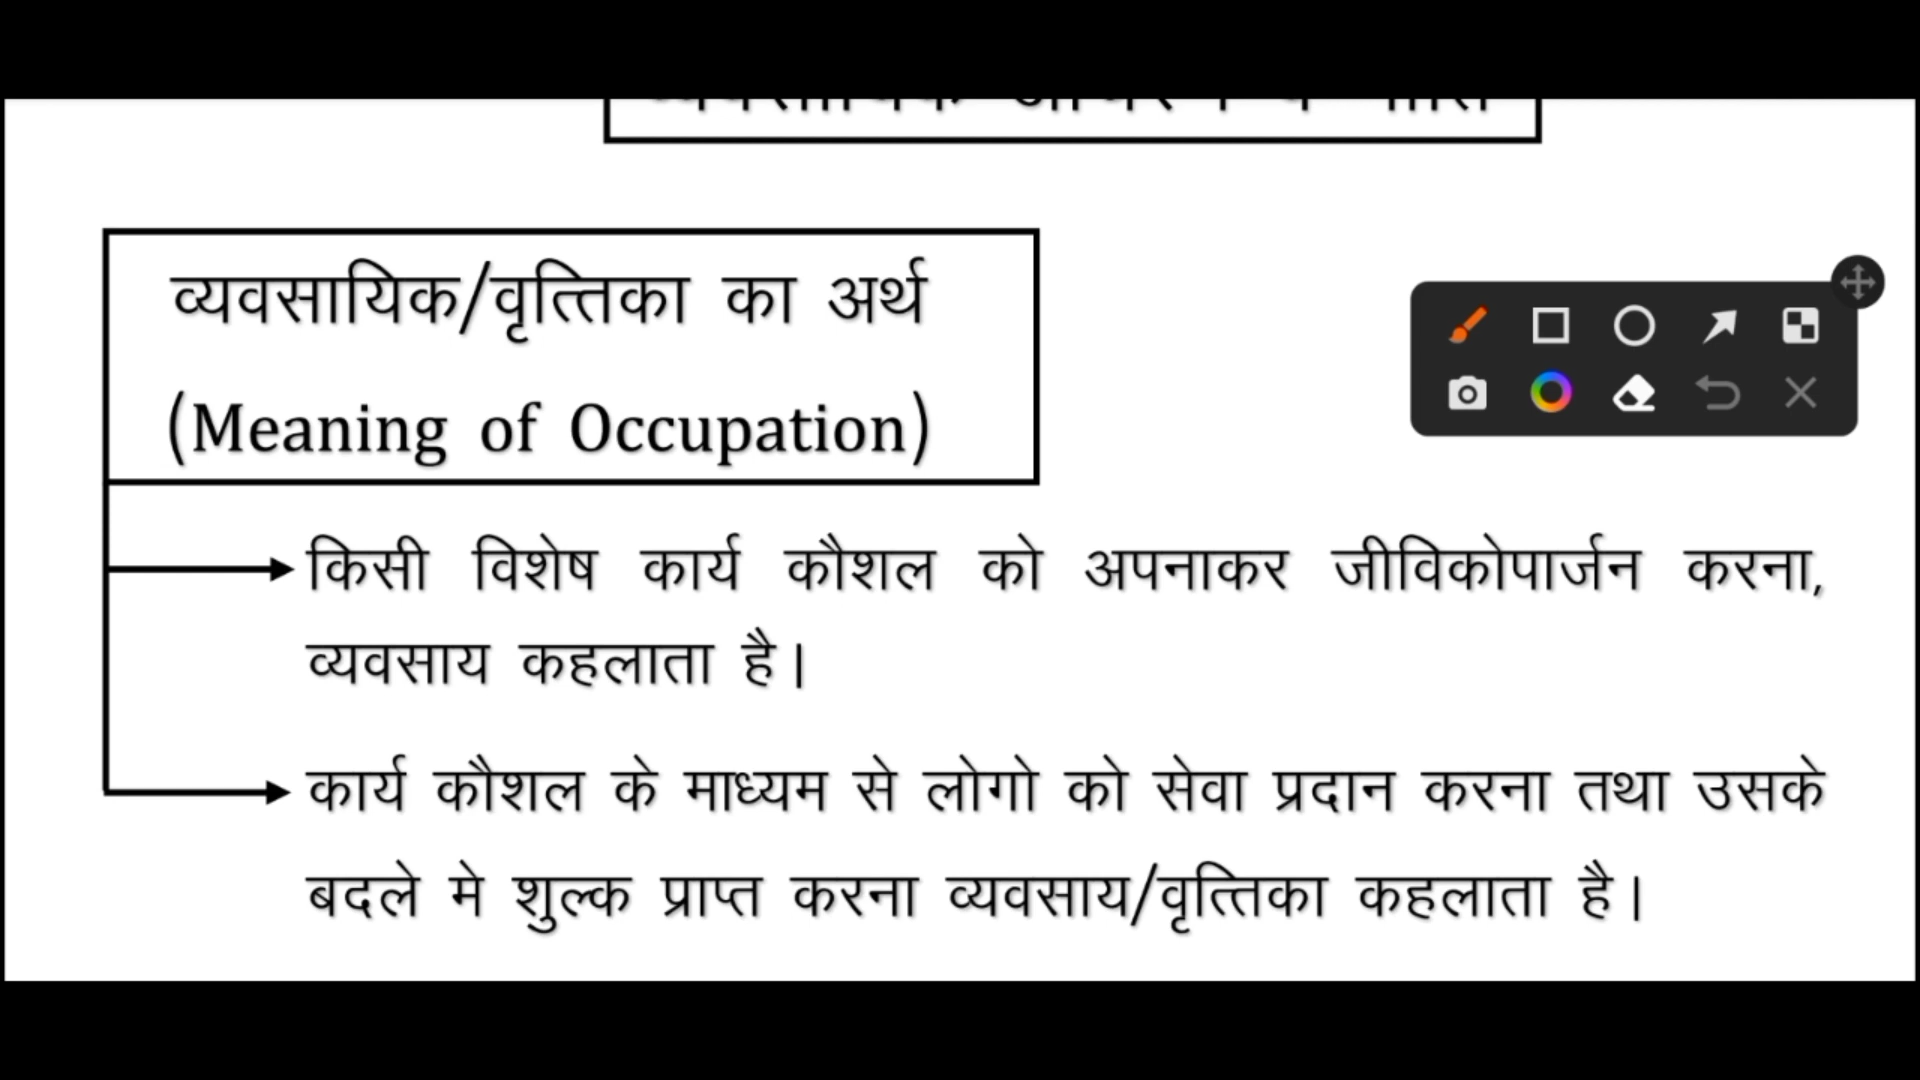 व्यवसायिक/वृत्तिका का अर्थ
(Meaning of Occupation)
किसी विशेष कार्य कौशल को अपनाकर जीविकोपार्जन करना,
व्यवसाय कहलाता है।
कार्य कौशल के माध्यम से लोगो को सेवा प्रदान करना तथा उसके
बदले मे शुल्क प्राप्त करना व्यवसाय/वृत्तिका कहलाता है।